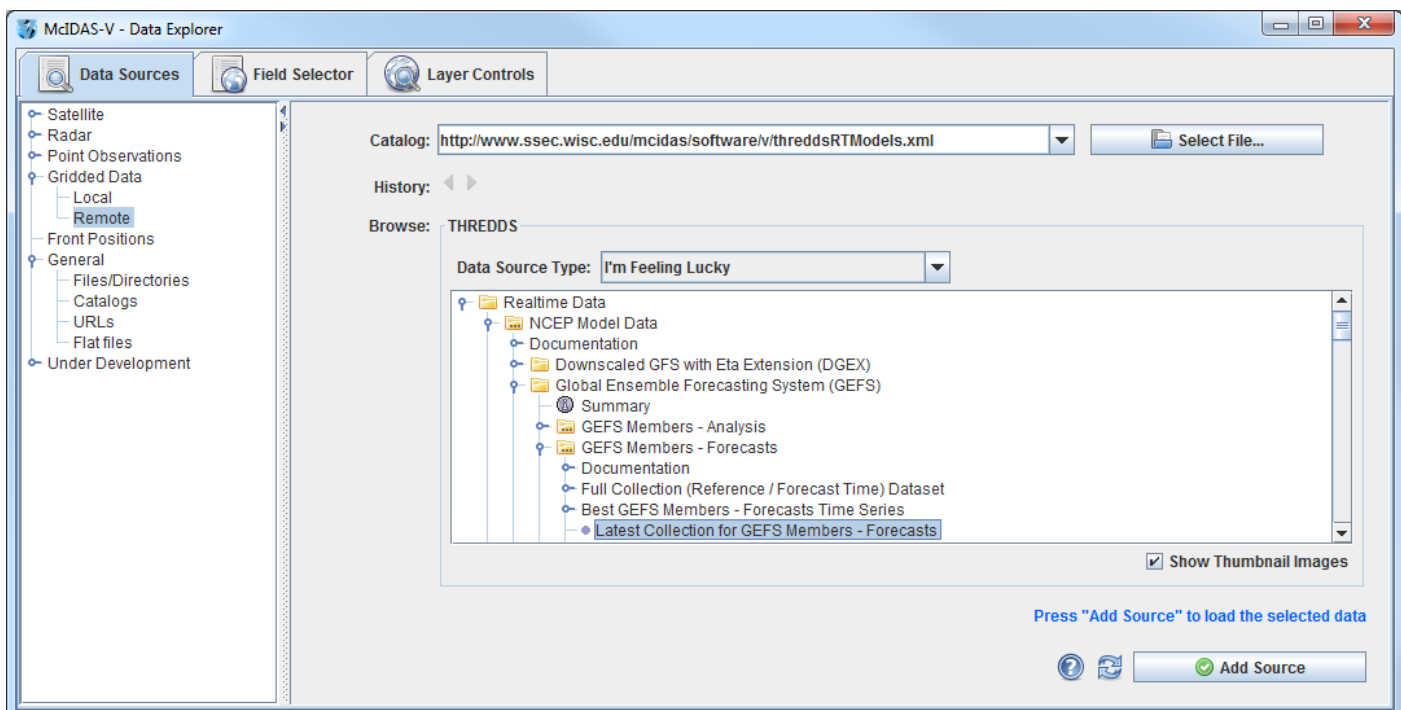 McIDAS-V - Data Explorer
Data Sources
Field Selector
Layer Controls
Satellite
Radar
Point Observations
Gridded Data
Local
Remote
Front Positions
General
Files/Directories
Catalogs
URLs
Flat files
Under Development
Catalog: http://www.ssec.wisc.edu/mcidas/software/v/threddsRTModels.xml Select File...
History:
Browse: THREDDS
Data Source Type: I'm Feeling Lucky
Realtime Data
NCEP Model Data
Documentation
Downscaled GFS with Eta Extension (DGEX)
Global Ensemble Forecasting System (GEFS)
Summary
GEFS Members - Analysis
GEFS Members - Forecasts
Documentation
Full Collection (Reference / Forecast Time) Dataset
Best GEFS Members - Forecasts Time Series
Latest Collection for GEFS Members - Forecasts
Show Thumbnail Images
Press "Add Source" to load the selected data
Add Source